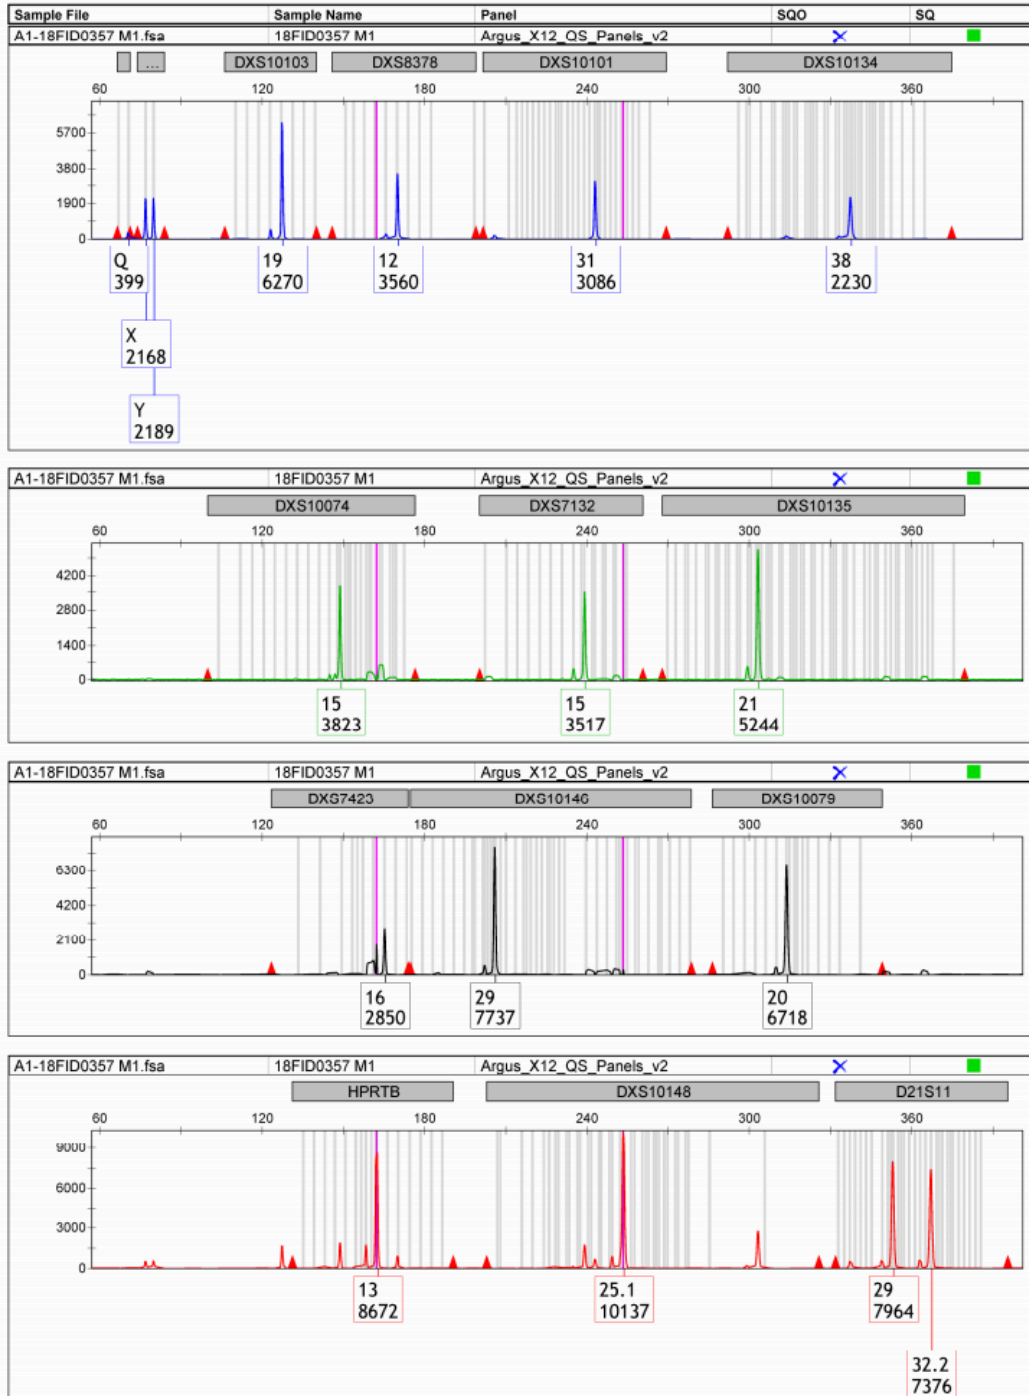 Sample File Sample Name Panel SQO SQ
A1-18FID0357 M1.fsa 18FID0357 M1 Argus_X12_QS_Panels_v2
... DXS10103 DXS8378 DXS10101 DXS10134
60 120 180 240 300 360
5700
3800
1900
0
Q 19 12 31 38
399 6270 3560 3086 2230
X
2168
Y
2189
A1-18FID0357 M1.fsa 18FID0357 M1 Argus_X12_QS_Panels_v2
DXS10074 DXS7132 DXS10135
60 120 180 240 300 360
4200
2800
1400
0
15 15 21
3823 3517 5244
A1-18FID0357 M1.fsa 18FID0357 M1 Argus_X12_QS_Panels_v2
DXS7423 DXS10146 DXS10079
60 120 180 240 300 360
6300
4200
2100
0
16 29 20
2850 7737 6718
A1-18FID0357 M1.fsa 18FID0357 M1 Argus_X12_QS_Panels_v2
HPRTB DXS10148 D21S11
60 120 180 240 300 360
9000
6000
3000
0
13 25.1 29
8672 10137 7964
32.2
7376